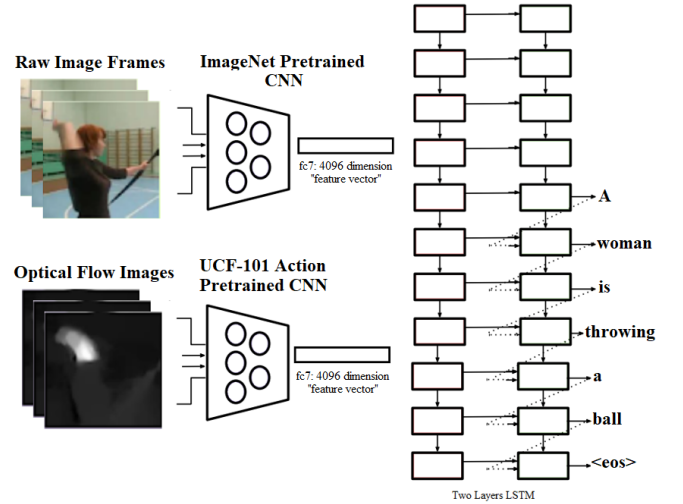 Raw Image Frames
ImageNet Pretrained
CNN
fc7: 4096 dimension
"feature vector"
Optical Flow Images
UCF-101 Action
Pretrained CNN
fc7: 4096 dimension
"feature vector"
A
woman
is
throwing
a
ball
<eos>
Two Layers LSTM